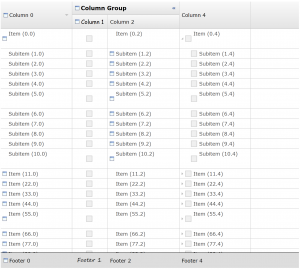 Column 0 Column Group Column 4
Column 1 Column 2
Item (0.0) Item (0.2) Item (0.4)
Subitem (1.0) Subitem (1.2) Subitem (1.4)
Subitem (2.0) Subitem (2.2) Subitem (2.4)
Subitem (3.0) Subitem (3.2) Subitem (3.4)
Subitem (4.0) Subitem (4.2) Subitem (4.4)
Subitem (5.0) Subitem (5.2) Subitem (5.4)
Subitem (6.0) Subitem (6.2) Subitem (6.4)
Subitem (7.0) Subitem (7.2) Subitem (7.4)
Subitem (8.0) Subitem (8.2) Subitem (8.4)
Subitem (9.0) Subitem (9.2) Subitem (9.4)
Subitem (10.0) Subitem (10.2) Subitem (10.4)
Item (11.0) Item (11.2) Item (11.4)
Item (22.0) Item (22.2) Item (22.4)
Item (33.0) Item (33.2) Item (33.4)
Item (44.0) Item (44.2) Item (44.4)
Item (55.0) Item (55.2) Item (55.4)
Item (66.0) Item (66.2) Item (66.4)
Item (77.0) Item (77.2) Item (77.4)
Footer 0 Footer 1 Footer 2 Footer 4